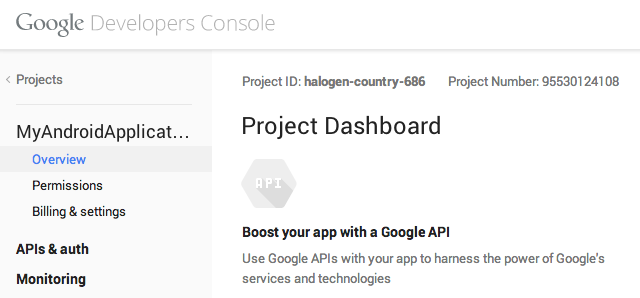 Google Developers Console
Projects
Project ID: halogen-country-686 Project Number: 95530124108
MyAndroidApplicat...
Project Dashboard
Overview
Permissions
Billing & settings
API
Boost your app with a Google API
APIs & auth
Use Google APIs with your app to harness the power of Google's
Monitoring
services and technologies